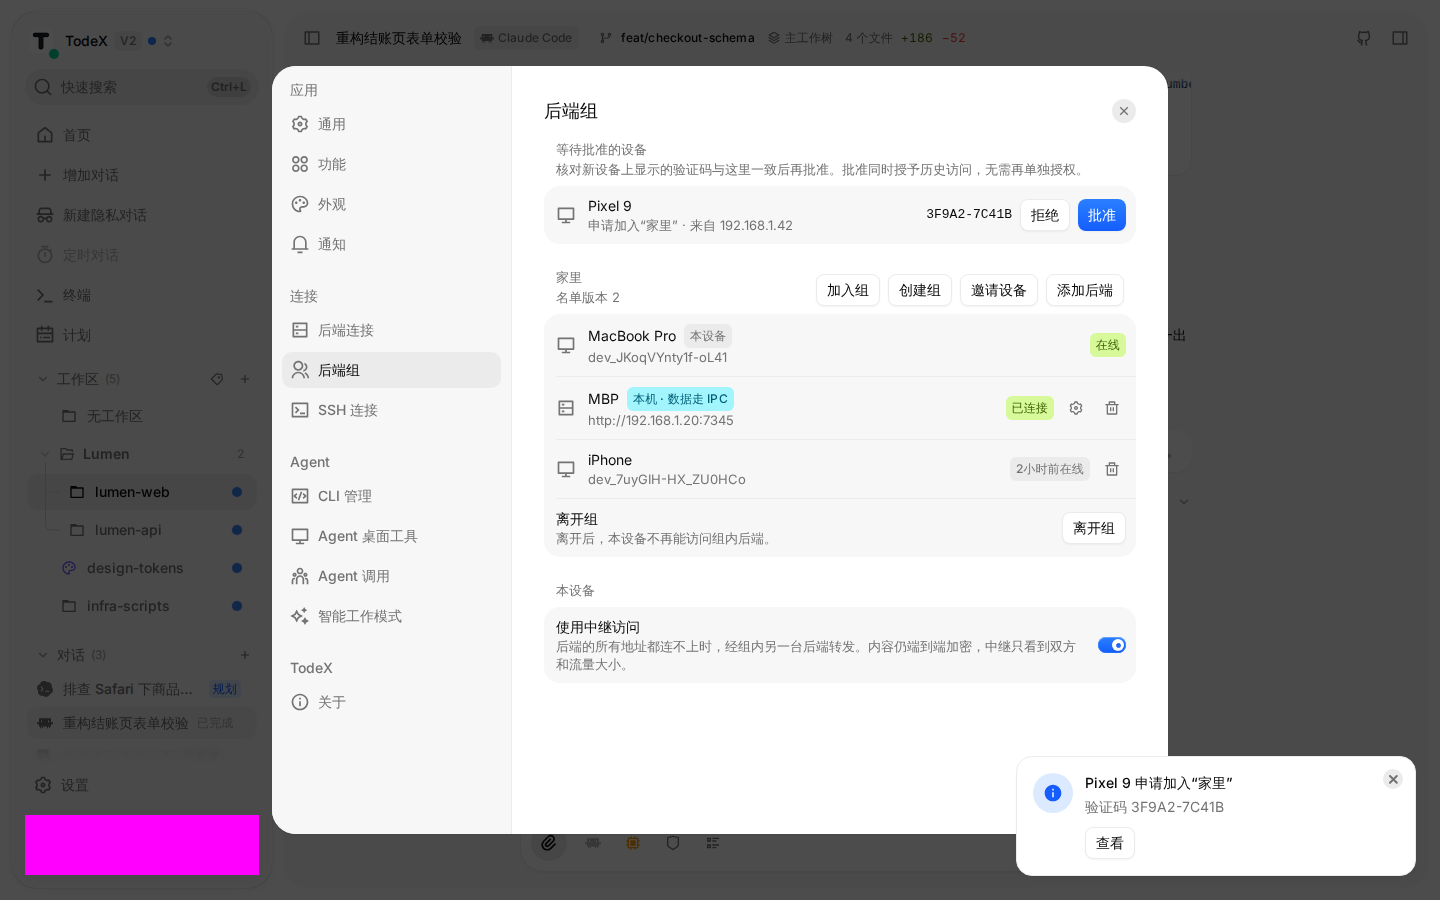 TodeX V2
快速搜索 Ctrl+L
首页
增加对话
新建隐私对话
定时对话
终端
计划
工作区 (5)
无工作区
Lumen 2
lumen-web
lumen-api
design-tokens
infra-scripts
对话 (3)
排查 Safari 下商品... 规划
重构结账页表单校验 已完成
设置
重构结账页表单校验 Claude Code feat/checkout-schema 主工作树 4 个文件 +186 -52
应用
通用
功能
外观
通知
连接
后端连接
后端组
SSH 连接
Agent
CLI 管理
Agent 桌面工具
Agent 调用
智能工作模式
TodeX
关于
后端组
等待批准的设备
核对新设备上显示的验证码与这里一致后再批准。批准同时授予历史访问，无需再单独授权。
Pixel 9
申请加入“家里” · 来自 192.168.1.42
3F9A2-7C41B 拒绝 批准
家里
名单版本 2
加入组 创建组 邀请设备 添加后端
MacBook Pro 本设备
dev_JKoqVYnty1f-oL41
在线
MBP 本机 · 数据走 IPC
http://192.168.1.20:7345
已连接
iPhone
dev_7uyGIH-HX_ZU0HCo
2小时前在线
离开组
离开后，本设备不再能访问组内后端。
离开组
本设备
使用中继访问
后端的所有地址都连不上时，经组内另一台后端转发。内容仍端到端加密，中继只看到双方
和流量大小。
Pixel 9 申请加入“家里”
验证码 3F9A2-7C41B
查看